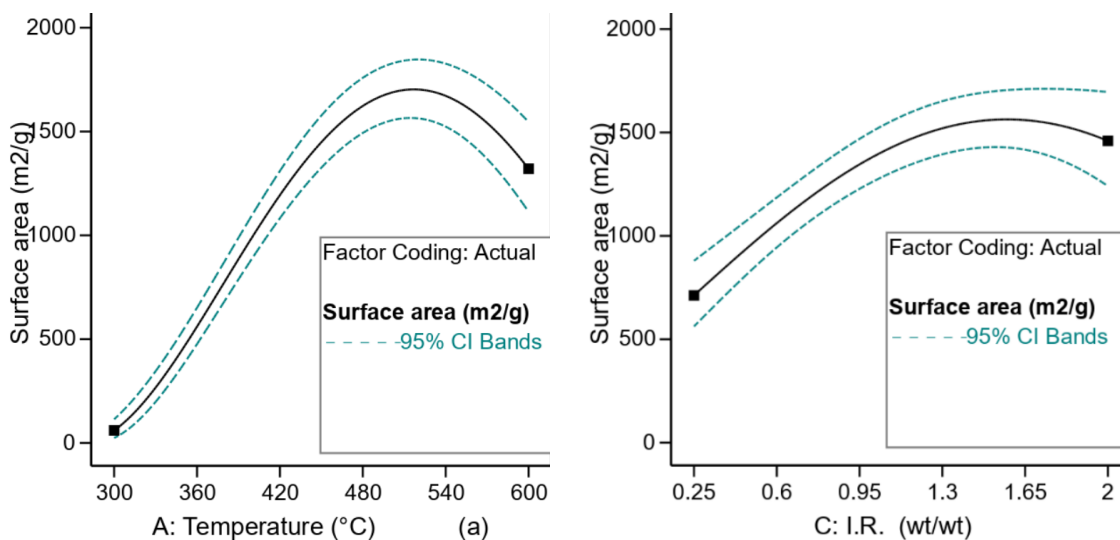 Surface area (m2/g)
2000
1500
1000
500
0
300 360 420 480 540 600
A: Temperature (°C) (a)
Factor Coding: Actual
Surface area (m2/g)
95% CI Bands
Surface area (m2/g)
2000
1500
1000
500
0
0.25 0.6 0.95 1.3 1.65 2
C: I.R. (wt/wt)
Factor Coding: Actual
Surface area (m2/g)
95% CI Bands